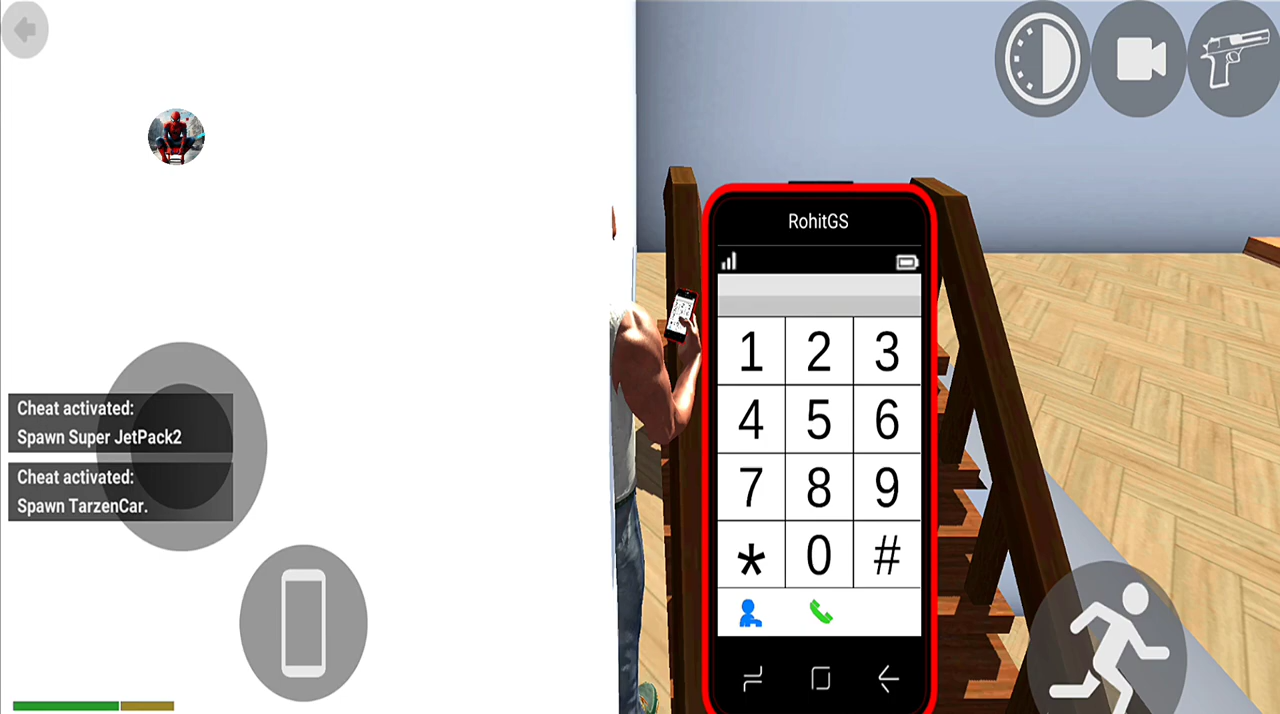 RohitGS
1 2 3
4 5 6
7 8 9
* 0 #
Cheat activated:
Spawn Super JetPack2
Cheat activated:
Spawn TarzenCar.